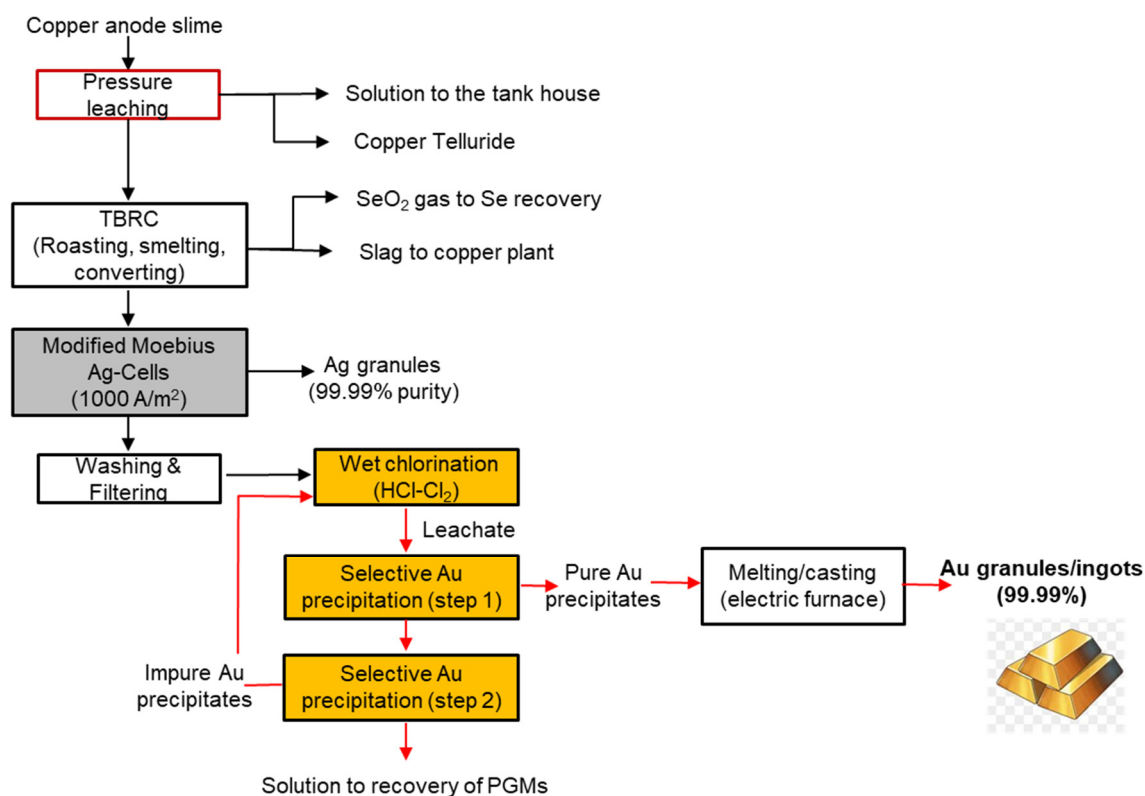 Copper anode slime
Pressure
leaching
Solution to the tank house
Copper Telluride
TBRC
(Roasting, smelting,
converting)
SeO₂ gas to Se recovery
Slag to copper plant
Modified Moebius
Ag-Cells
(1000 A/m²)
Ag granules
(99.99% purity)
Washing &
Filtering
Wet chlorination
(HCl-Cl₂)
Leachate
Selective Au
precipitation (step 1)
Pure Au
precipitates
Melting/casting
(electric furnace)
Au granules/ingots
(99.99%)
Impure Au
precipitates
Selective Au
precipitation (step 2)
Solution to recovery of PGMs